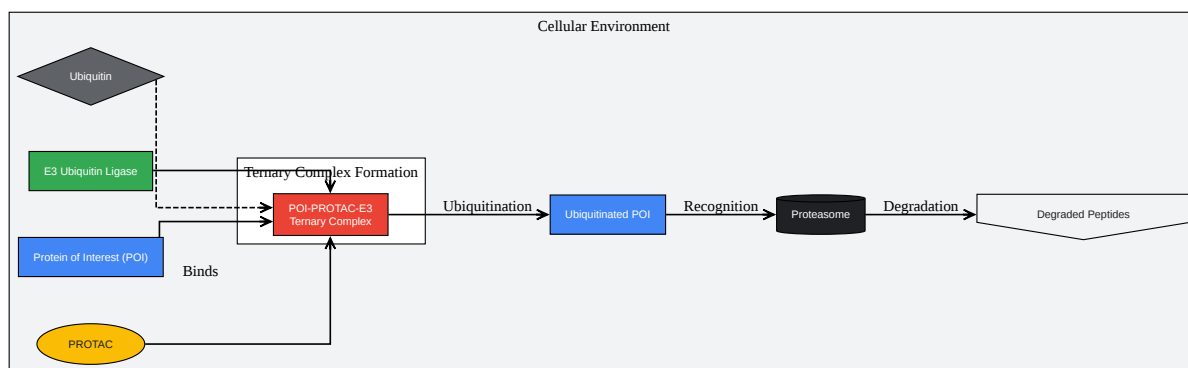 Cellular Environment
Ubiquitin
E3 Ubiquitin Ligase
Ternary Complex Formation
POI-PROTAC-E3
Ternary Complex
Ubiquitination
Ubiquitinated POI
Recognition
Proteasome
Degradation
Degraded Peptides
Protein of Interest (POI)
Binds
PROTAC